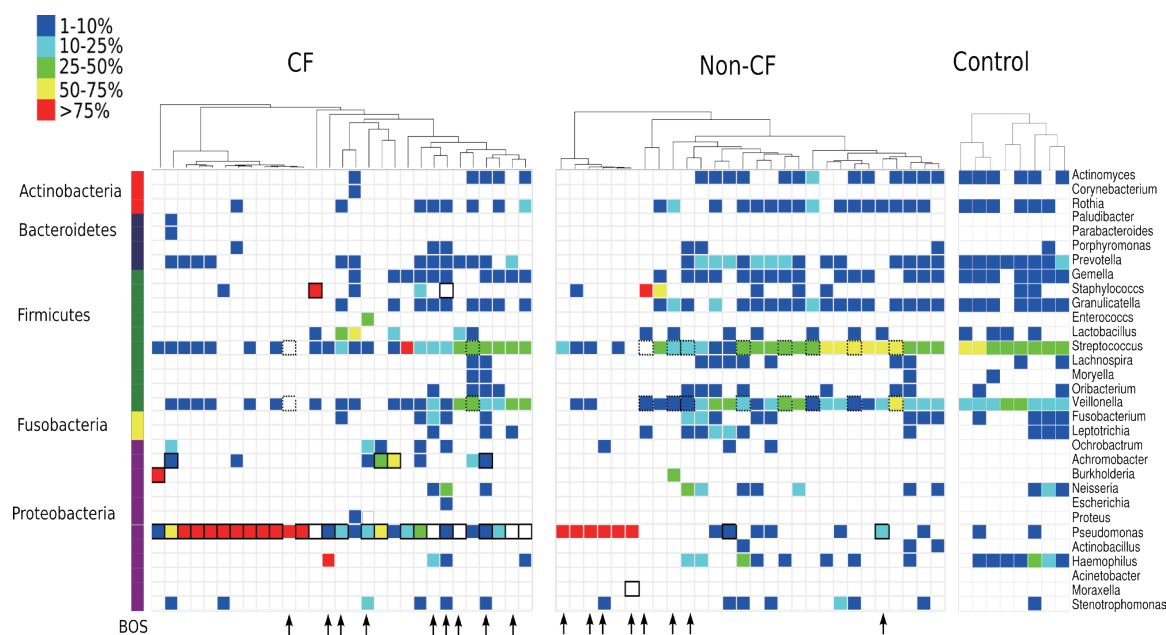 1-10%
10-25%
25-50%
50-75%
>75%
CF
Non-CF
Control
Actinobacteria
Bacteroidetes
Firmicutes
Fusobacteria
Proteobacteria
BOS
Actinomyces
Corynebacterium
Rothia
Paludibacter
Parabacteroides
Porphyromonas
Prevotella
Gemella
Staphylococcs
Granulicatella
Enterococcs
Lactobacillus
Streptococcus
Lachnospira
Moryella
Oribacterium
Veillonella
Fusobacterium
Leptotrichia
Ochrobactrum
Achromobacter
Burkholderia
Neisseria
Escherichia
Proteus
Pseudomonas
Actinobacillus
Haemophilus
Acinetobacter
Moraxella
Stenotrophomonas